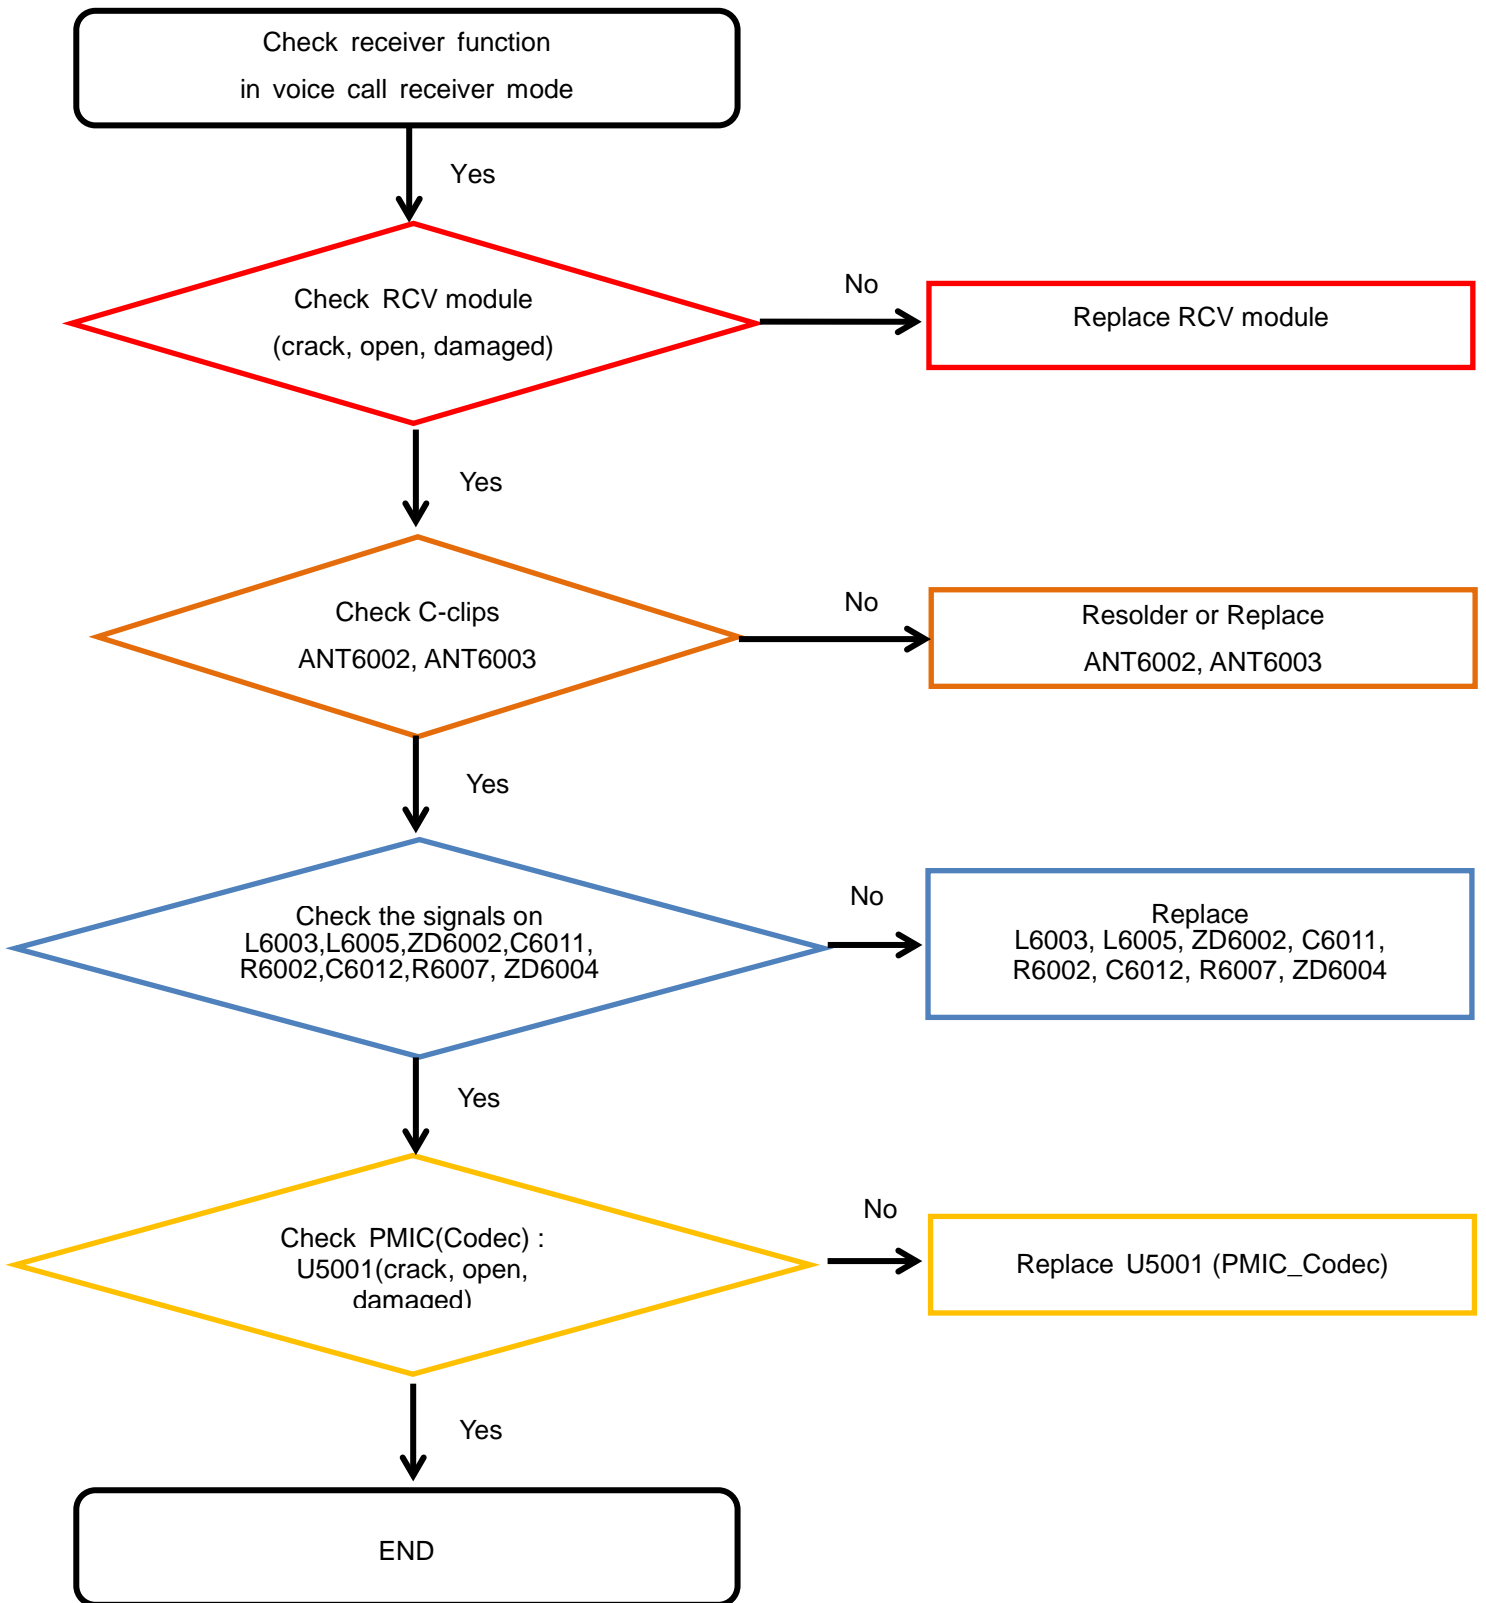 Check receiver function
in voice call receiver mode
Yes
Check RCV module
(crack, open, damaged)
No
Replace RCV module
Yes
Check C-clips
ANT6002, ANT6003
No
Resolder or Replace
ANT6002, ANT6003
Yes
Check the signals on
L6003,L6005,ZD6002,C6011,
R6002,C6012,R6007, ZD6004
No
Replace
L6003, L6005, ZD6002, C6011,
R6002, C6012, R6007, ZD6004
Yes
Check PMIC(Codec) :
U5001(crack, open,
damaged)
No
Replace U5001 (PMIC_Codec)
Yes
END